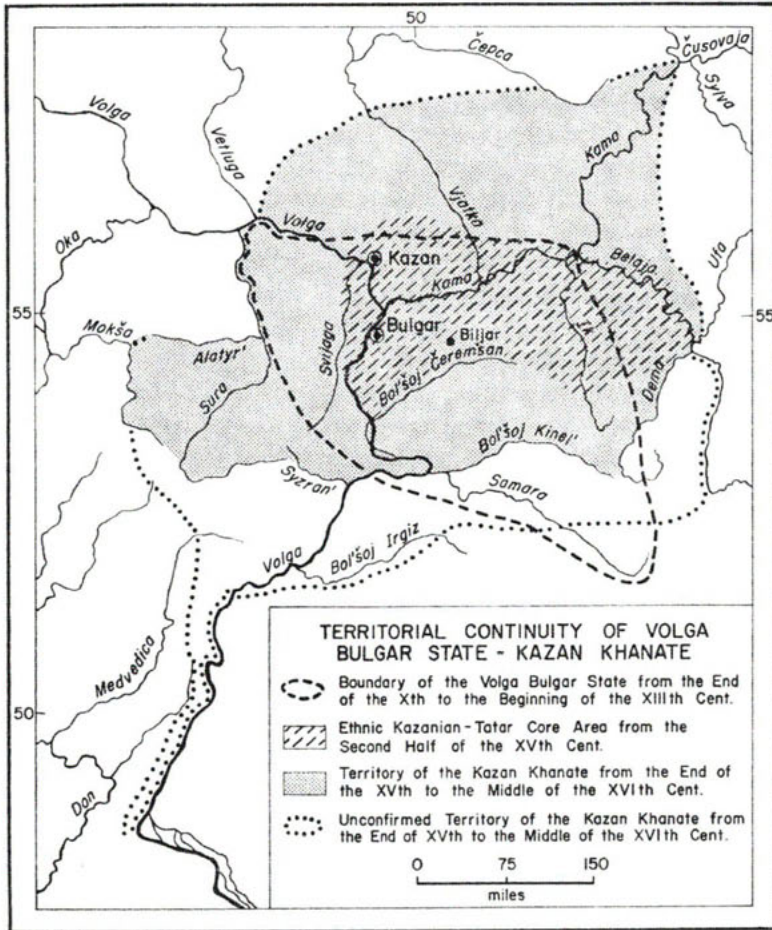 50
Čepca
Čusovaja
Sylva
Volga
Vetluga
Kama
Vjatka
Oka
Volga
Belaja
Ufa
Kazan
Kama
55
55
Mokša
Bulgar
Biljar
Ik
Alatyr'
Svijaga
Bol'šoj Čeremšan
Dema
Sura
Bol'šoj Kinel'
Syzran'
Samara
Volga
Bol'šoj Irgiz
Medvedica
50
Don
TERRITORIAL CONTINUITY OF VOLGA
BULGAR STATE - KAZAN KHANATE
Boundary of the Volga Bulgar State from the End
of the Xth to the Beginning of the XIIIth Cent.
Ethnic Kazanian-Tatar Core Area from the
Second Half of the XVth Cent.
Territory of the Kazan Khanate from the End of
the XVth to the Middle of the XVIth Cent.
Unconfirmed Territory of the Kazan Khanate from
the End of XVth to the Middle of the XVIth Cent.
0 75 150
miles